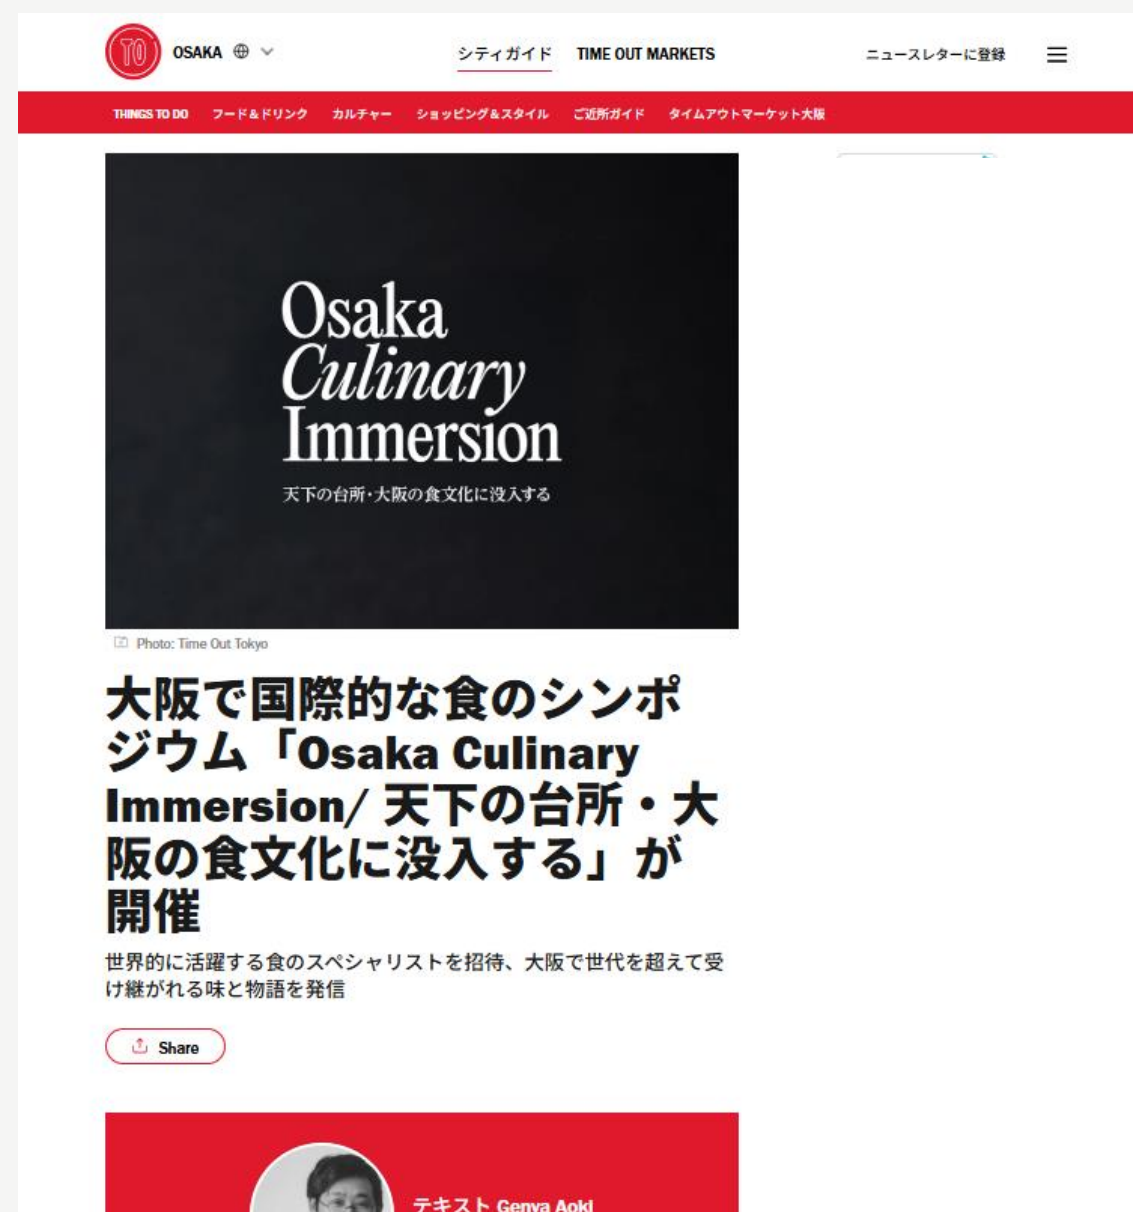 TO OSAKA
シティガイド TIME OUT MARKETS
ニュースレターに登録
THINGS TO DO フード＆ドリンク カルチャー ショッピング＆スタイル ご近所ガイド タイムアウトマーケット大阪
Osaka
Culinary
Immersion
天下の台所・大阪の食文化に没入する
Photo: Time Out Tokyo
大阪で国際的な食のシンポ
ジウム「Osaka Culinary
Immersion/ 天下の台所・大
阪の食文化に没入する」が
開催
世界的に活躍する食のスペシャリストを招待、大阪で世代を超えて受
け継がれる味と物語を発信
Share
テキスト Genya Aoki